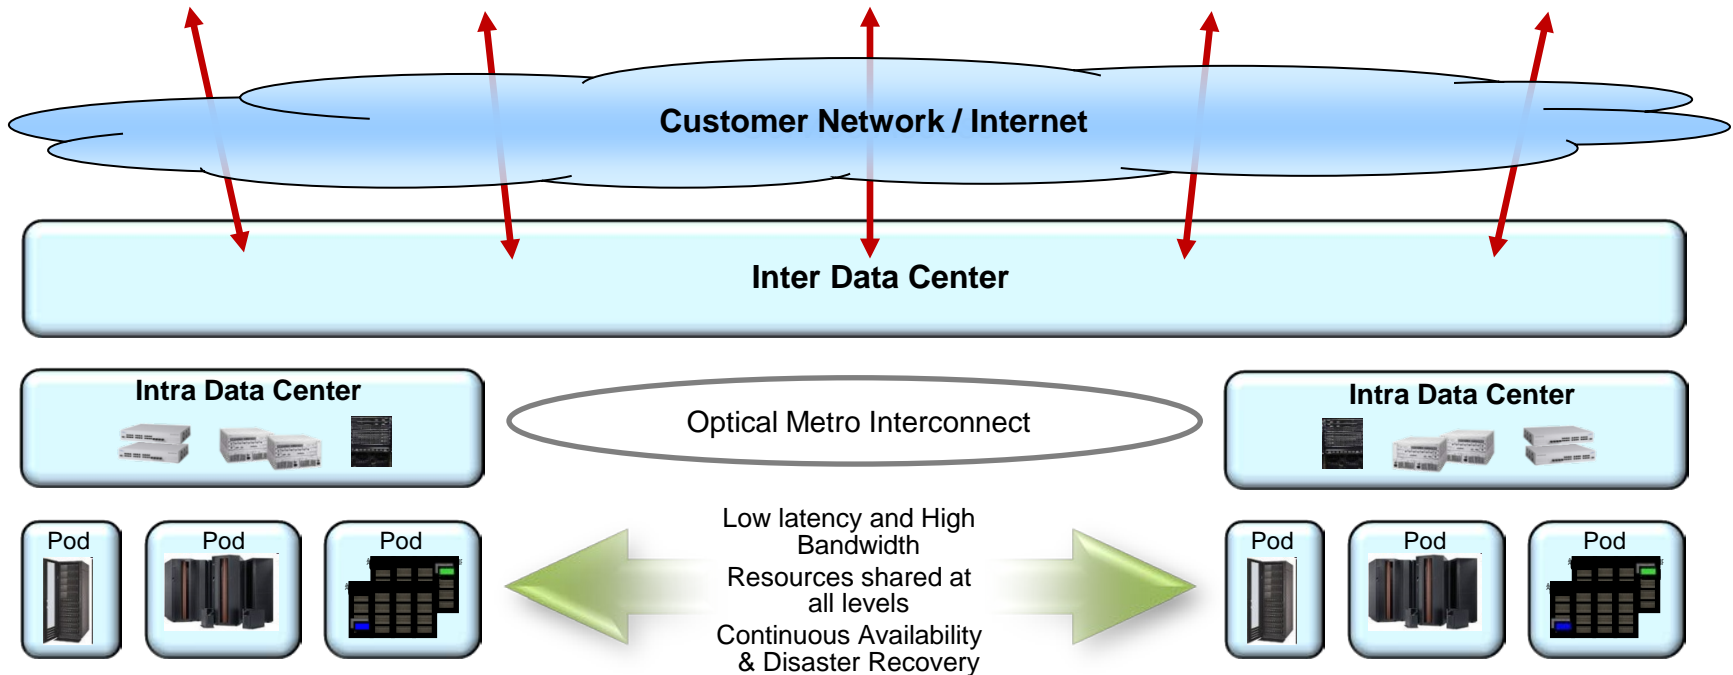 Customer Network / Internet
Inter Data Center
Intra Data Center
Optical Metro Interconnect
Intra Data Center
Pod
Pod
Pod
Low latency and High
Bandwidth
Resources shared at
all levels
Continuous Availability
& Disaster Recovery
Pod
Pod
Pod